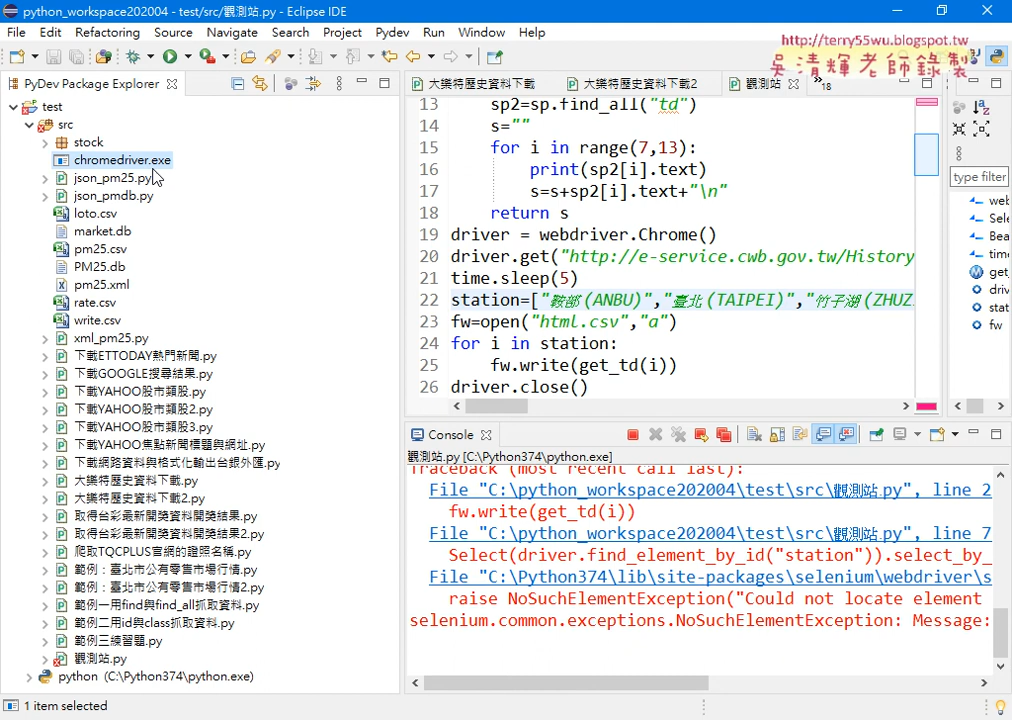 python_workspace202004 - test/src/觀測站.py - Eclipse IDE
File Edit Refactoring Source Navigate Search Project Pydev Run Window Help
http://terry55wu.blogspot.tw
吳清輝老師錄製
PyDev Package Explorer
test
src
stock
chromedriver.exe
json_pm25.py
json_pmdb.py
loto.csv
market.db
pm25.csv
PM25.db
pm25.xml
rate.csv
write.csv
xml_pm25.py
下載ETTODAY熱門新聞.py
下載GOOGLE搜尋結果.py
下載YAHOO股市類股.py
下載YAHOO股市類股2.py
下載YAHOO股市類股3.py
下載YAHOO焦點新聞標題與網址.py
下載網路資料與格式化輸出台銀外匯.py
大樂特歷史資料下載.py
大樂特歷史資料下載2.py
取得台彩最新開獎資料開獎結果.py
取得台彩最新開獎資料開獎結果2.py
爬取TQCPLUS官網的證照名稱.py
範例：臺北市公有零售市場行情.py
範例：臺北市公有零售市場行情2.py
範例一用find與find_all抓取資料.py
範例二用id與class抓取資料.py
範例三練習題.py
觀測站.py
python (C:\Python374\python.exe)
大樂特歷史資料下載 大樂特歷史資料下載2 觀測站 »18
13 sp2=sp.find_all("td")
14 s=""
15 for i in range(7,13):
16 print(sp2[i].text)
17 s=s+sp2[i].text+"\n"
18 return s
19 driver = webdriver.Chrome()
20 driver.get("http://e-service.cwb.gov.tw/History
21 time.sleep(5)
22 station=["鞍部(ANBU)","臺北(TAIPEI)","竹子湖(ZHUZ
23 fw=open("html.csv","a")
24 for i in station:
25 fw.write(get_td(i))
26 driver.close()
type filter
web
Sele
Bea
time
get_
driv
stat
fw
Console
觀測站.py [C:\Python374\python.exe]
Traceback (most recent call last):
File "C:\python_workspace202004\test\src\觀測站.py", line 2
fw.write(get_td(i))
File "C:\python_workspace202004\test\src\觀測站.py", line 7
Select(driver.find_element_by_id("station")).select_by_
File "C:\Python374\lib\site-packages\selenium\webdriver\s
raise NoSuchElementException("Could not locate element
selenium.common.exceptions.NoSuchElementException: Message:
1 item selected